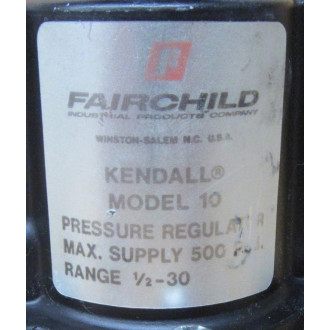 FAIRCHILD
INDUSTRIAL PRODUCTS COMPANY
WINSTON-SALEM N.C. U.S.A.
KENDALL®
MODEL 10
PRESSURE REGULATOR
MAX. SUPPLY 500
RANGE ½-30